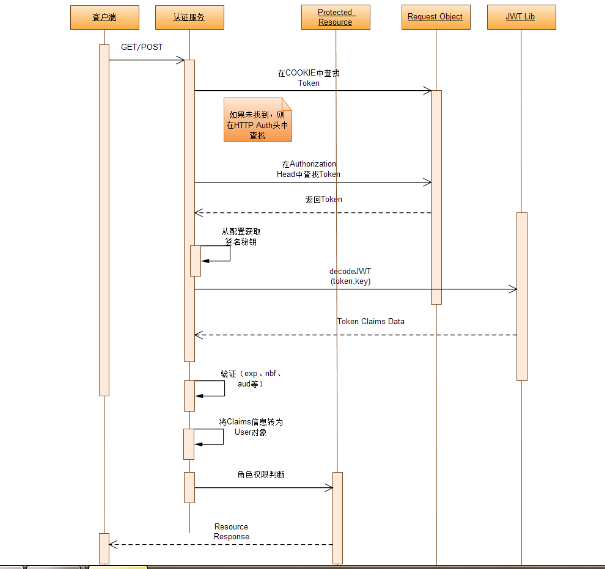 客户端
认证服务
Protected_
Resource
Request Object
JWT Lib
GET/POST
在COOKIE中查找
Token
如果未找到，则
在HTTP Auth头中
查找
在Authorization
Head中查找Token
返回Token
从配置获取
签名秘钥
decodeJWT
(token,key)
Token Claims Data
验证（exp、nbf、
aud等）
将Claims信息转为
User对象
角色权限判断
Resource
Response